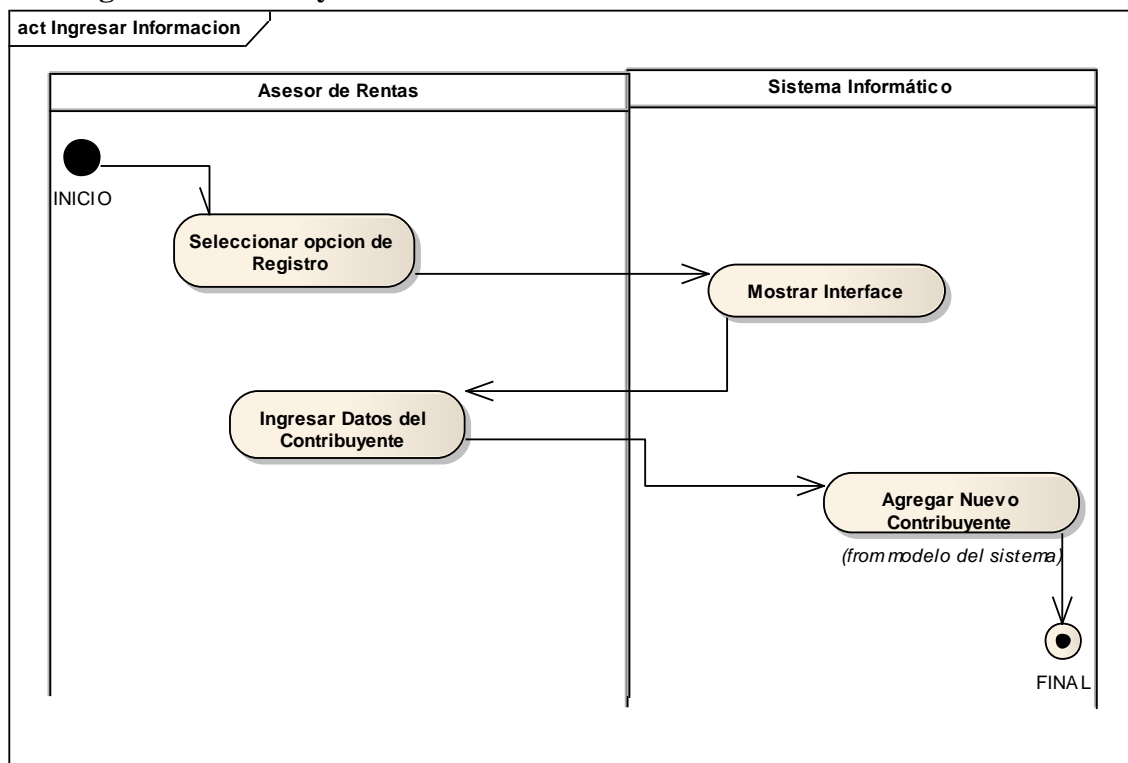 act Ingresar Informacion
Asesor de Rentas
Sistema Informático
INICIO
Seleccionar opcion de
Registro
Mostrar Interface
Ingresar Datos del
Contribuyente
Agregar Nuevo
Contribuyente
(from modelo del sistema)
FINAL